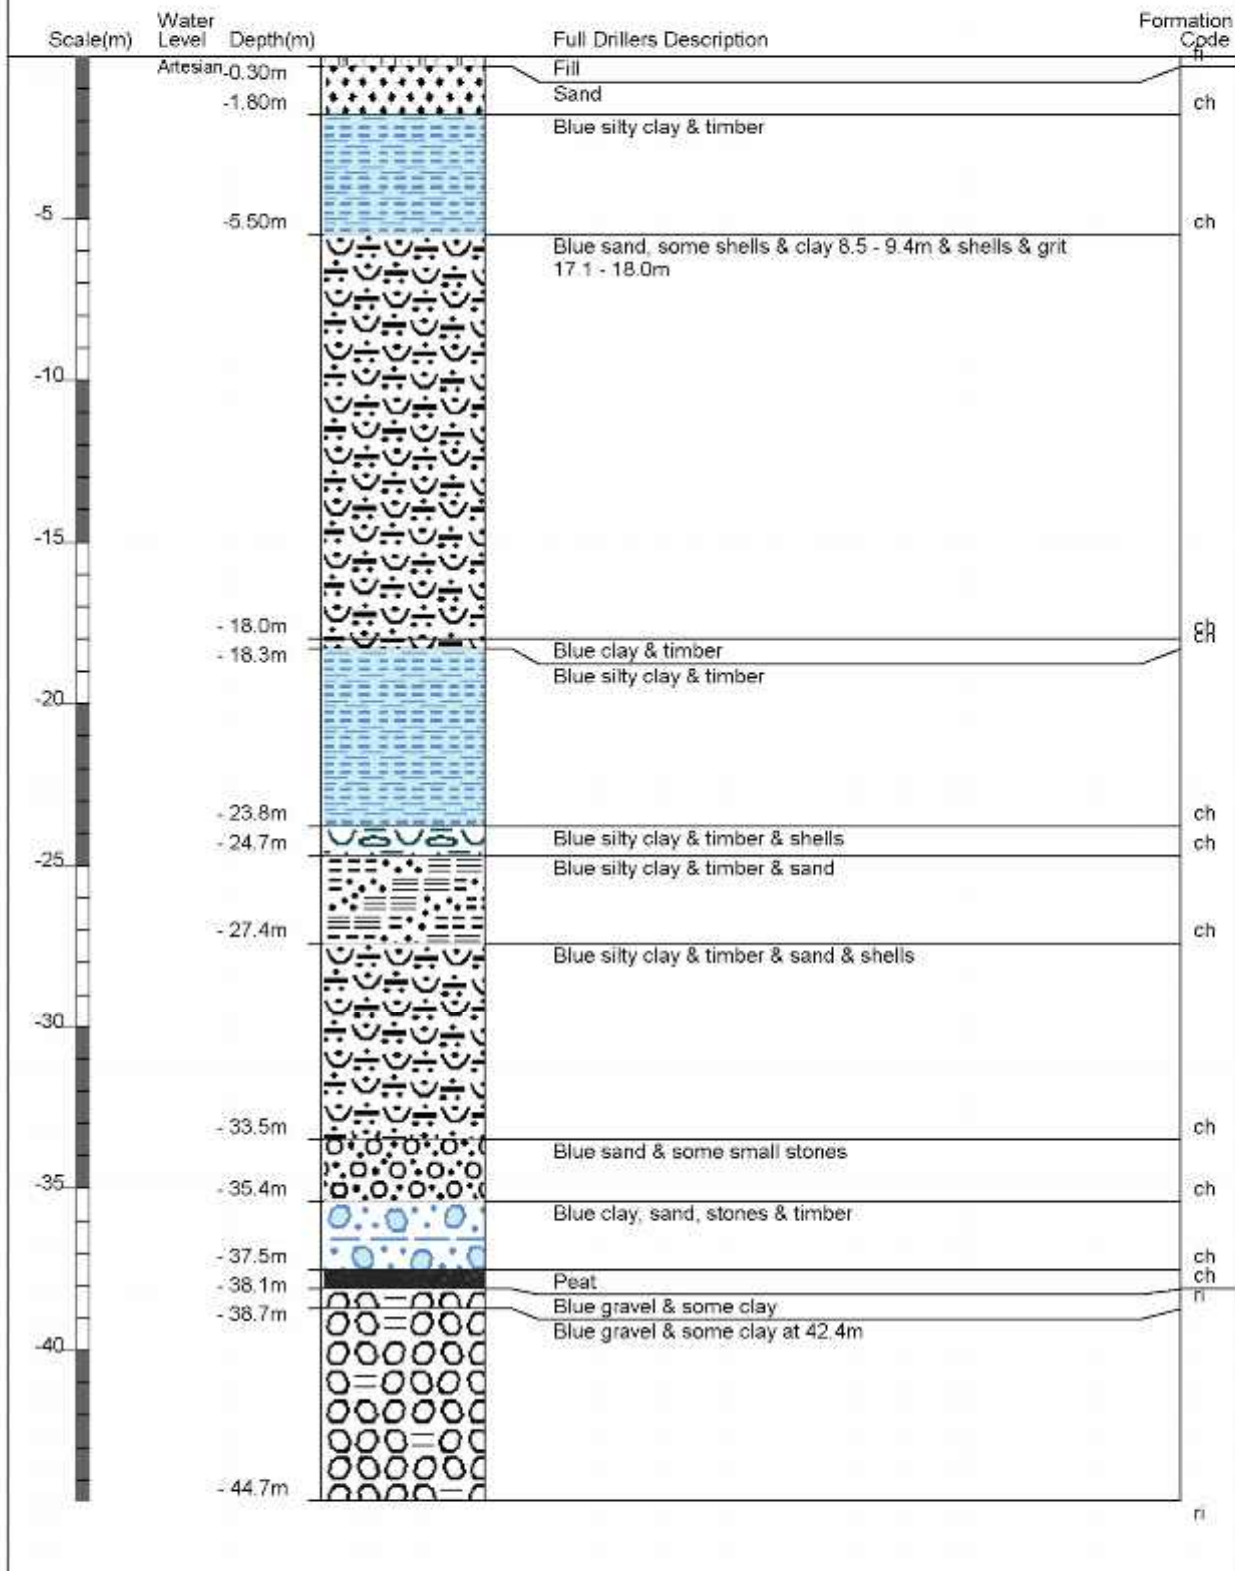 Water Formation
Scale(m) Level Depth(m) Full Drillers Description Code
fi
Artesian -0.30m Fill
Sand
-1.80m ch
Blue silty clay & timber
-5
-5.50m ch
Blue sand, some shells & clay 8.5 - 9.4m & shells & grit
17.1 - 18.0m
-10
-15
- 18.0m ch
ch
- 18.3m Blue clay & timber
Blue silty clay & timber
-20
- 23.8m ch
- 24.7m Blue silty clay & timber & shells ch
-25 Blue silty clay & timber & sand
- 27.4m ch
Blue silty clay & timber & sand & shells
-30
- 33.5m ch
Blue sand & some small stones
-35 - 35.4m ch
Blue clay, sand, stones & timber
- 37.5m ch
- 38.1m Peat ch
ri
- 38.7m Blue gravel & some clay
Blue gravel & some clay at 42.4m
-40
- 44.7m
ri